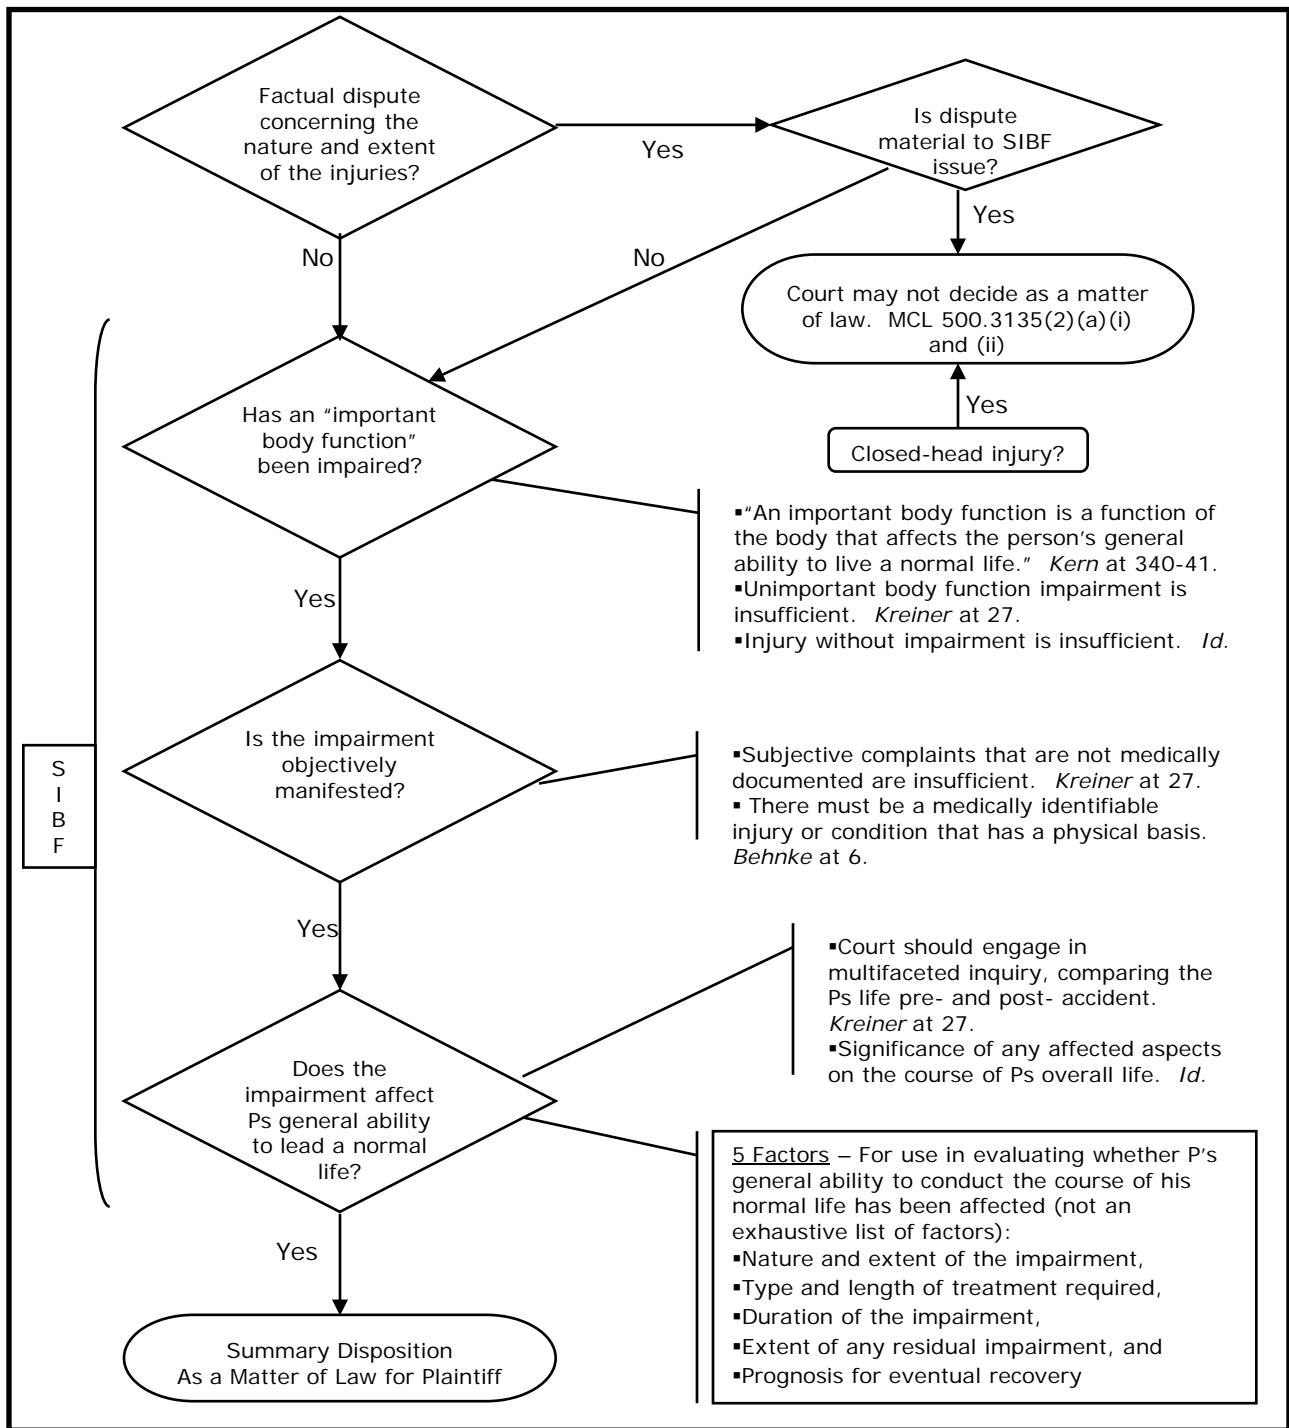 Factual dispute
concerning the
nature and extent
of the injuries?
Yes
Is dispute
material to SIBF
issue?
No
No
Yes
Court may not decide as a matter
of law.  MCL 500.3135(2)(a)(i)
and (ii)
Yes
Closed-head injury?
Has an “important
body function”
been impaired?
▪“An important body function is a function of
the body that affects the person’s general
ability to live a normal life.”  Kern at 340-41.
▪Unimportant body function impairment is
insufficient.  Kreiner at 27.
▪Injury without impairment is insufficient.  Id.
Yes
S
I
B
F
Is the impairment
objectively
manifested?
▪Subjective complaints that are not medically
documented are insufficient.  Kreiner at 27.
▪ There must be a medically identifiable
injury or condition that has a physical basis.
Behnke at 6.
Yes
Does the
impairment affect
Ps general ability
to lead a normal
life?
▪Court should engage in
multifaceted inquiry, comparing the
Ps life pre- and post- accident.
Kreiner at 27.
▪Significance of any affected aspects
on the course of Ps overall life.  Id.
5 Factors – For use in evaluating whether P’s
general ability to conduct the course of his
normal life has been affected (not an
exhaustive list of factors):
▪Nature and extent of the impairment,
▪Type and length of treatment required,
▪Duration of the impairment,
▪Extent of any residual impairment, and
▪Prognosis for eventual recovery
Yes
Summary Disposition
As a Matter of Law for Plaintiff